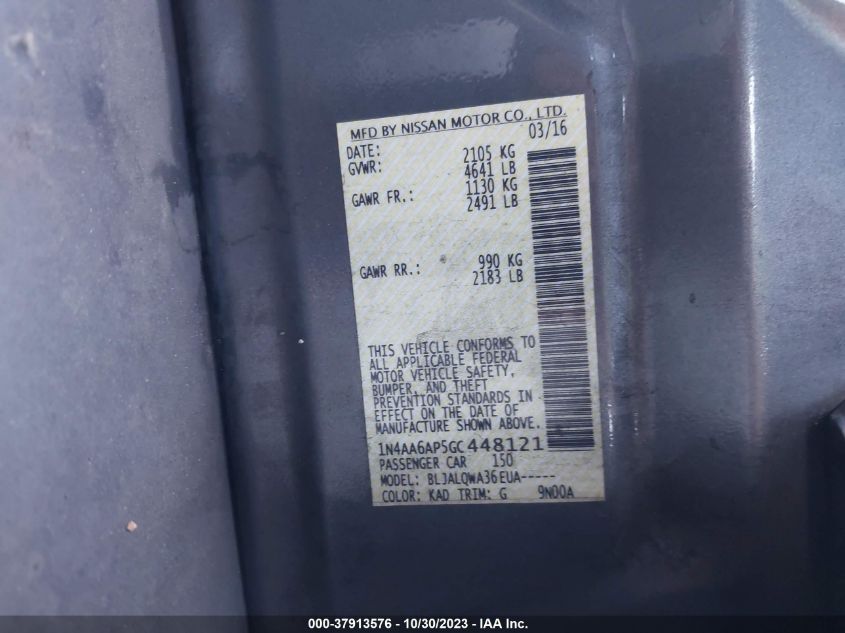 MFD BY NISSAN MOTOR CO., LTD.
DATE: 03/16
GVWR: 2105 KG
4641 LB
GAWR FR.: 1130 KG
2491 LB
GAWR RR.: 990 KG
2183 LB
THIS VEHICLE CONFORMS TO
ALL APPLICABLE FEDERAL
MOTOR VEHICLE SAFETY,
BUMPER, AND THEFT
PREVENTION STANDARDS IN
EFFECT ON THE DATE OF
MANUFACTURE SHOWN ABOVE.
1N4AA6AP5GC448121
PASSENGER CAR 150
MODEL: BLJALQWA36EUA-----
COLOR: KAD TRIM: G 9N00A
000-37913576 - 10/30/2023 - IAA Inc.